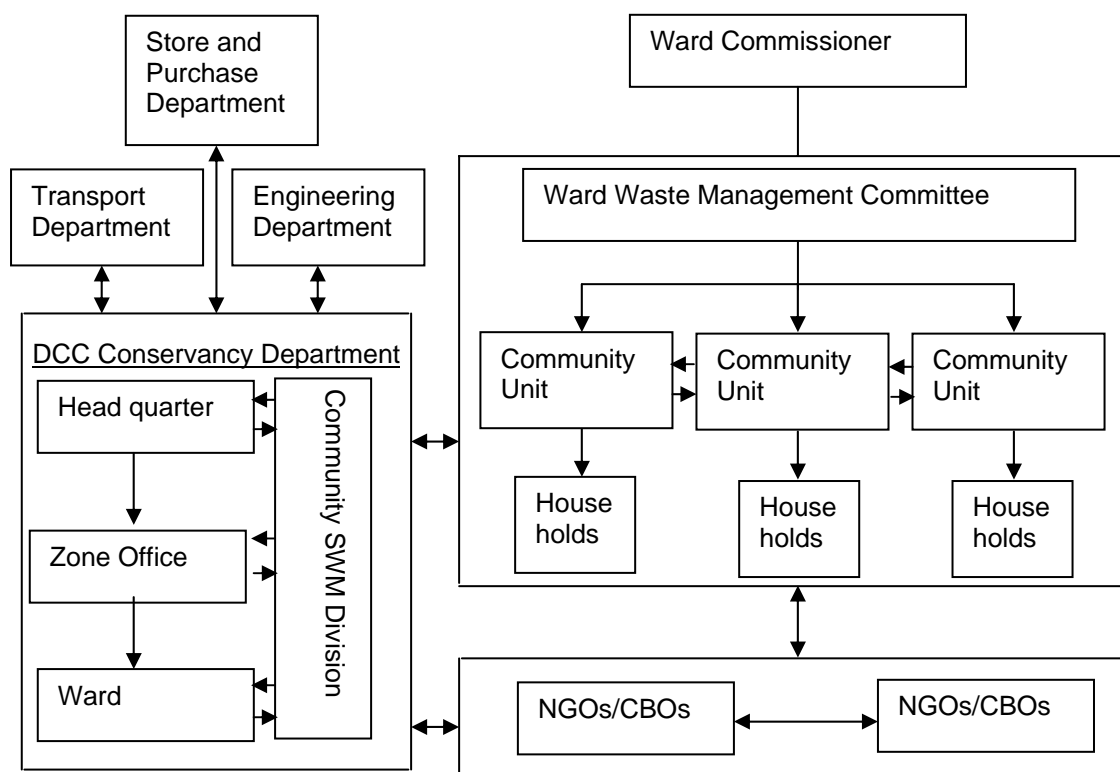 Store and
Purchase
Department
Ward Commissioner
Transport
Department
Engineering
Department
Ward Waste Management Committee
DCC Conservancy Department
Head quarter
Zone Office
Ward
Community SWM Division
Community
Unit
Community
Unit
Community
Unit
House
holds
House
holds
House
holds
NGOs/CBOs
NGOs/CBOs